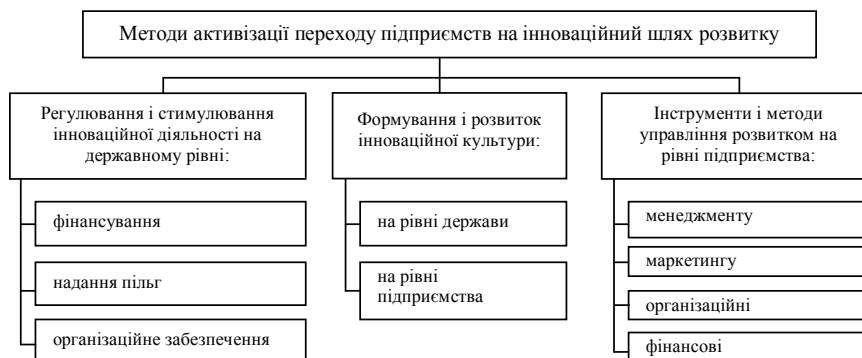 Методи активізації переходу підприємств на інноваційний шлях розвитку
Регулювання і стимулювання
інноваційної діяльності на
державному рівні:
фінансування
надання пільг
організаційне забезпечення
Формування і розвиток
інноваційної культури:
на рівні держави
на рівні
підприємства
Інструменти і методи
управління розвитком на
рівні підприємства:
менеджменту
маркетингу
організаційні
фінансові